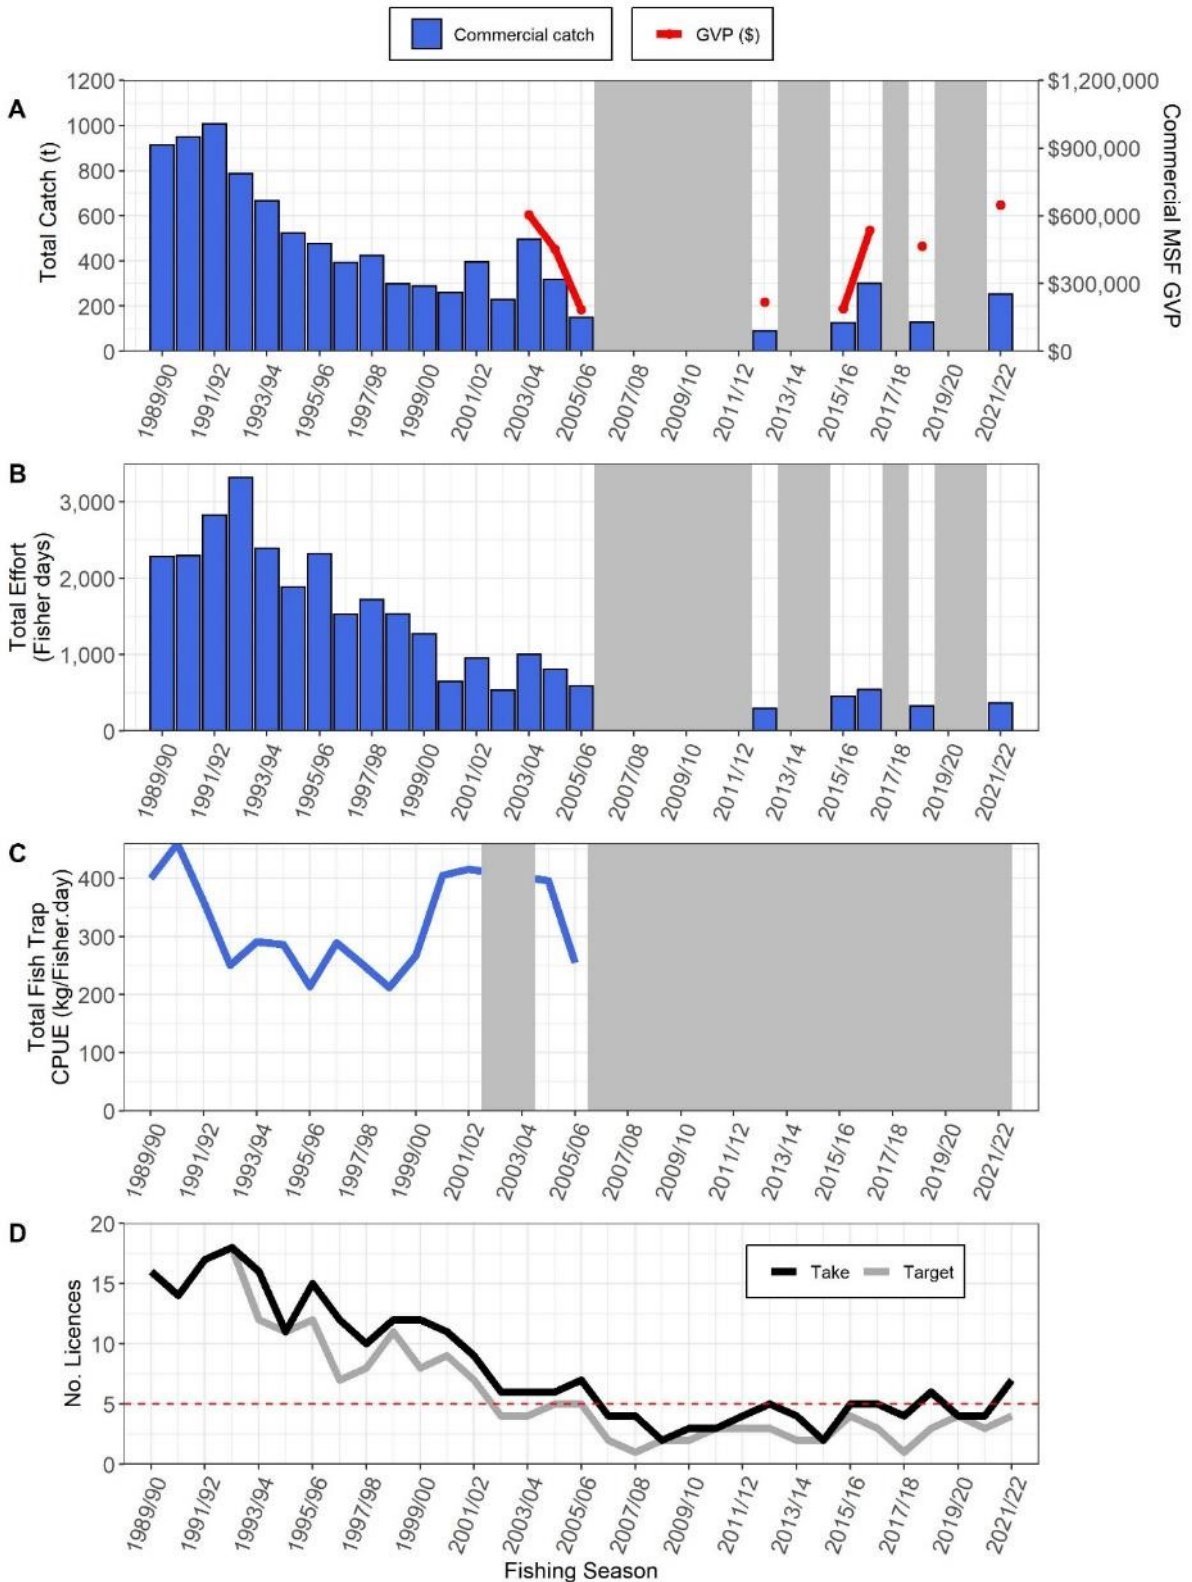 Commercial catch GVP ($)
A
Total Catch (t)
1200
1000
800
600
400
200
0
$1,200,000
$900,000
$600,000
$300,000
$0
Commercial MSF GVP
1989/90 1991/92 1993/94 1995/96 1997/98 1999/00 2001/02 2003/04 2005/06 2007/08 2009/10 2011/12 2013/14 2015/16 2017/18 2019/20 2021/22
B
Total Effort
(Fisher days)
3,000
2,000
1,000
0
1989/90 1991/92 1993/94 1995/96 1997/98 1999/00 2001/02 2003/04 2005/06 2007/08 2009/10 2011/12 2013/14 2015/16 2017/18 2019/20 2021/22
C
Total Fish Trap
CPUE (kg/Fisher.day)
400
300
200
100
0
1989/90 1991/92 1993/94 1995/96 1997/98 1999/00 2001/02 2003/04 2005/06 2007/08 2009/10 2011/12 2013/14 2015/16 2017/18 2019/20 2021/22
D
No. Licences
20
15
10
5
0
Take Target
1989/90 1991/92 1993/94 1995/96 1997/98 1999/00 2001/02 2003/04 2005/06 2007/08 2009/10 2011/12 2013/14 2015/16 2017/18 2019/20 2021/22
Fishing Season